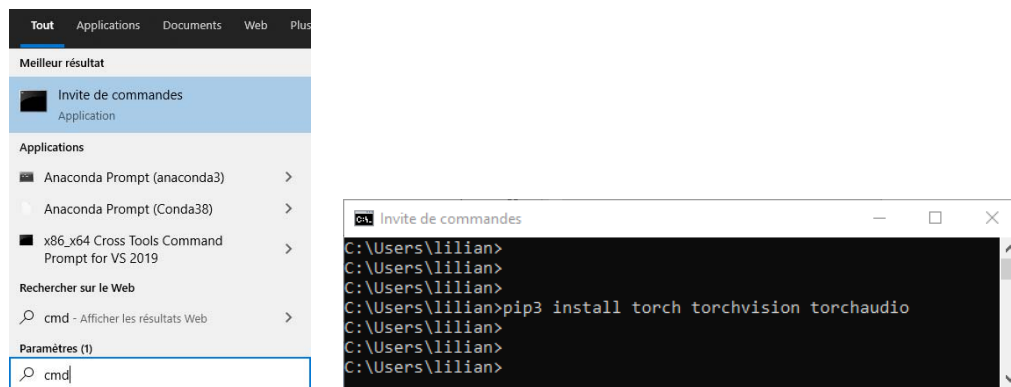 Tout Applications Documents Web Plus
Meilleur résultat
Invite de commandes
Application
Applications
Anaconda Prompt (anaconda3)
Anaconda Prompt (Conda38)
x86_x64 Cross Tools Command
Prompt for VS 2019
Rechercher sur le Web
cmd - Afficher les résultats Web
Paramètres (1)
cmd
Invite de commandes
C:\Users\lilian>
C:\Users\lilian>
C:\Users\lilian>
C:\Users\lilian>pip3 install torch torchvision torchaudio
C:\Users\lilian>
C:\Users\lilian>
C:\Users\lilian>